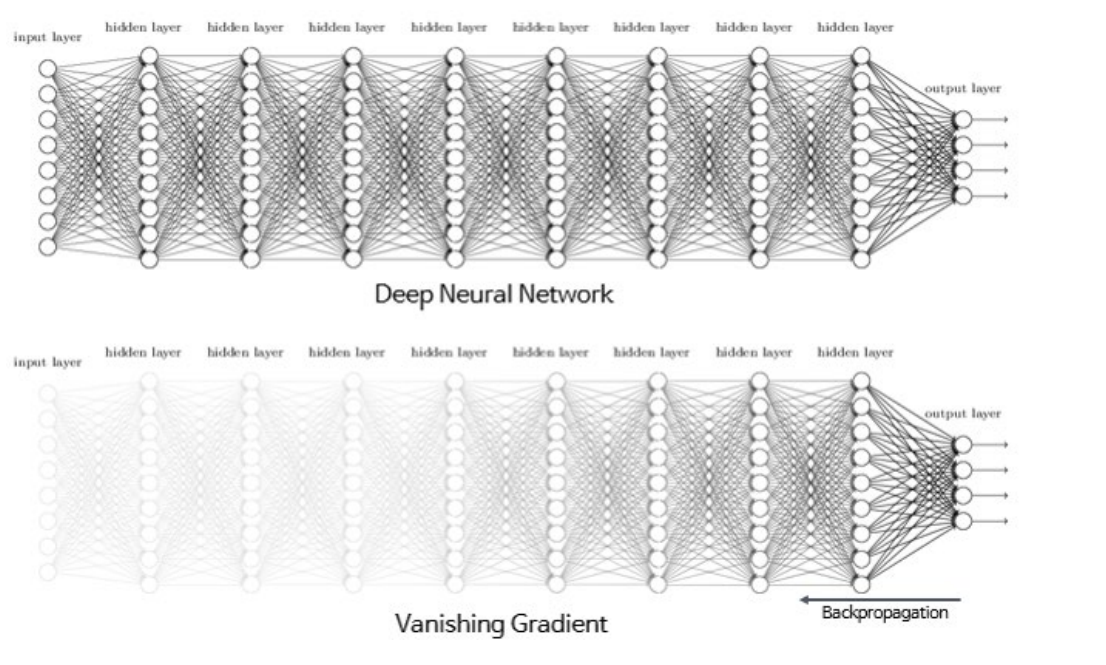 input layer hidden layer hidden layer hidden layer hidden layer hidden layer hidden layer hidden layer hidden layer
output layer
Deep Neural Network
input layer hidden layer hidden layer hidden layer hidden layer hidden layer hidden layer hidden layer hidden layer
output layer
Backpropagation
Vanishing Gradient